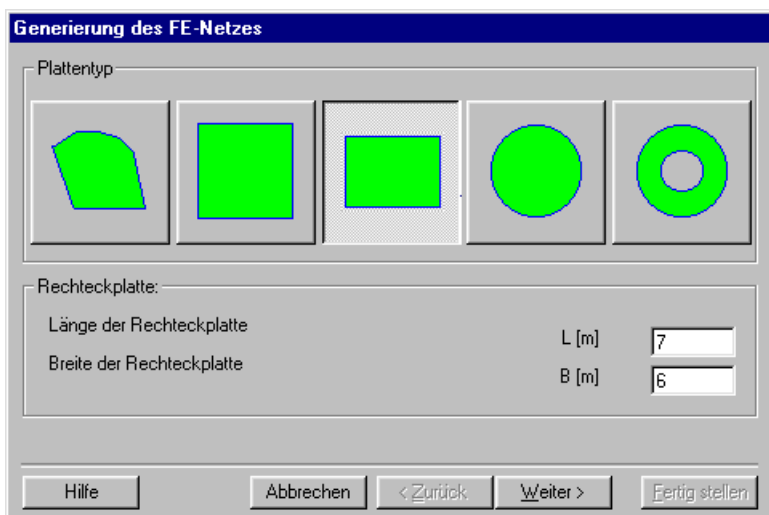 Generierung des FE-Netzes
Plattentyp
Rechteckplatte:
Länge der Rechteckplatte L [m] 7
Breite der Rechteckplatte B [m] 6
Hilfe Abbrechen < Zurück Weiter > Fertig stellen